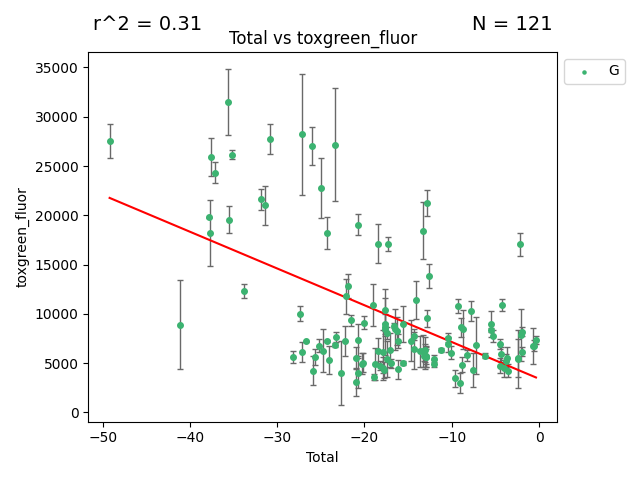 r^2 = 0.31
N = 121
Total vs toxgreen_fluor
G
toxgreen_fluor
35000
30000
25000
20000
15000
10000
5000
0
−50
−40
−30
−20
−10
0
Total